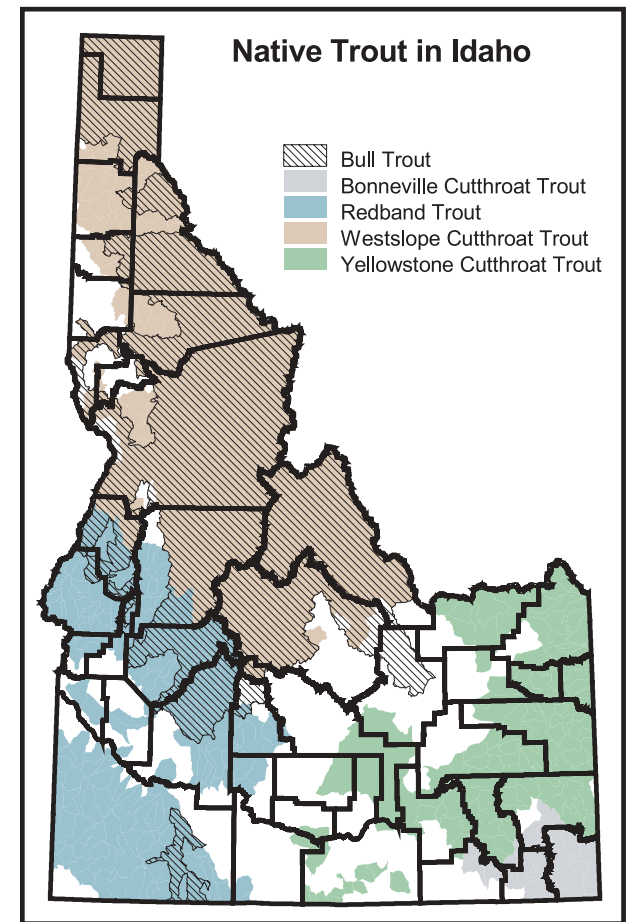 Native Trout in Idaho
Bull Trout
Bonneville Cutthroat Trout
Redband Trout
Westslope Cutthroat Trout
Yellowstone Cutthroat Trout